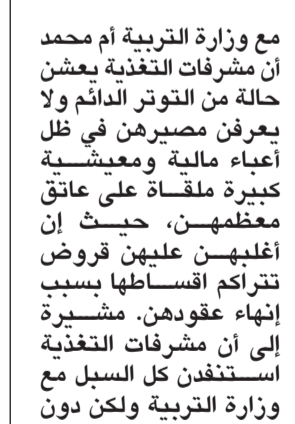 مع وزارة التربية أم محمد
أن مشرفات التغذية يعشن
حالة من التوتر الدائم ولا
يعرفن مصيرهن في ظل
أعباء مالية ومعيشية
كبيرة ملقاة على عاتق
معظمهن، حيث إن
أغلبهن عليهن قروض
تتراكم اقساطها بسبب
إنهاء عقودهن. مشيرة
إلى أن مشرفات التغذية
استنفدن كل السبل مع
وزارة التربية ولكن دون